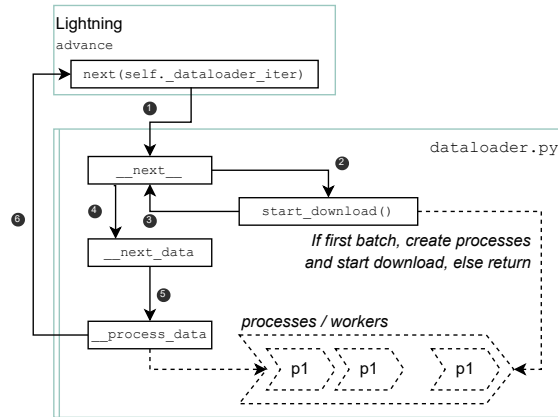 Lightning
advance
next(self._dataloader_iter)
1
dataloader.py
2
__next__
6
4
3
start_download()
If first batch, create processes
and start download, else return
__next_data
5
processes / workers
__process_data
p1
p1
p1